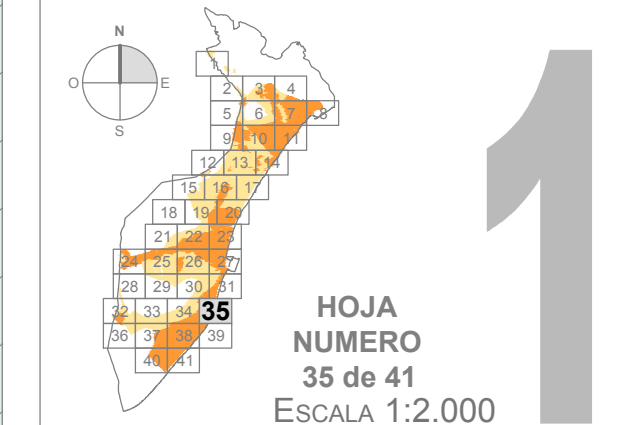 N
O E
S
1
1
2 3 4
5 6 7 8
9 10 11
12 13 14
15 16 17
18 19 20
21 22 23
24 25 26 27
28 29 30 31
32 33 34 35
36 37 38 39
40 41
HOJA
NUMERO
35 de 41
ESCALA 1:2.000